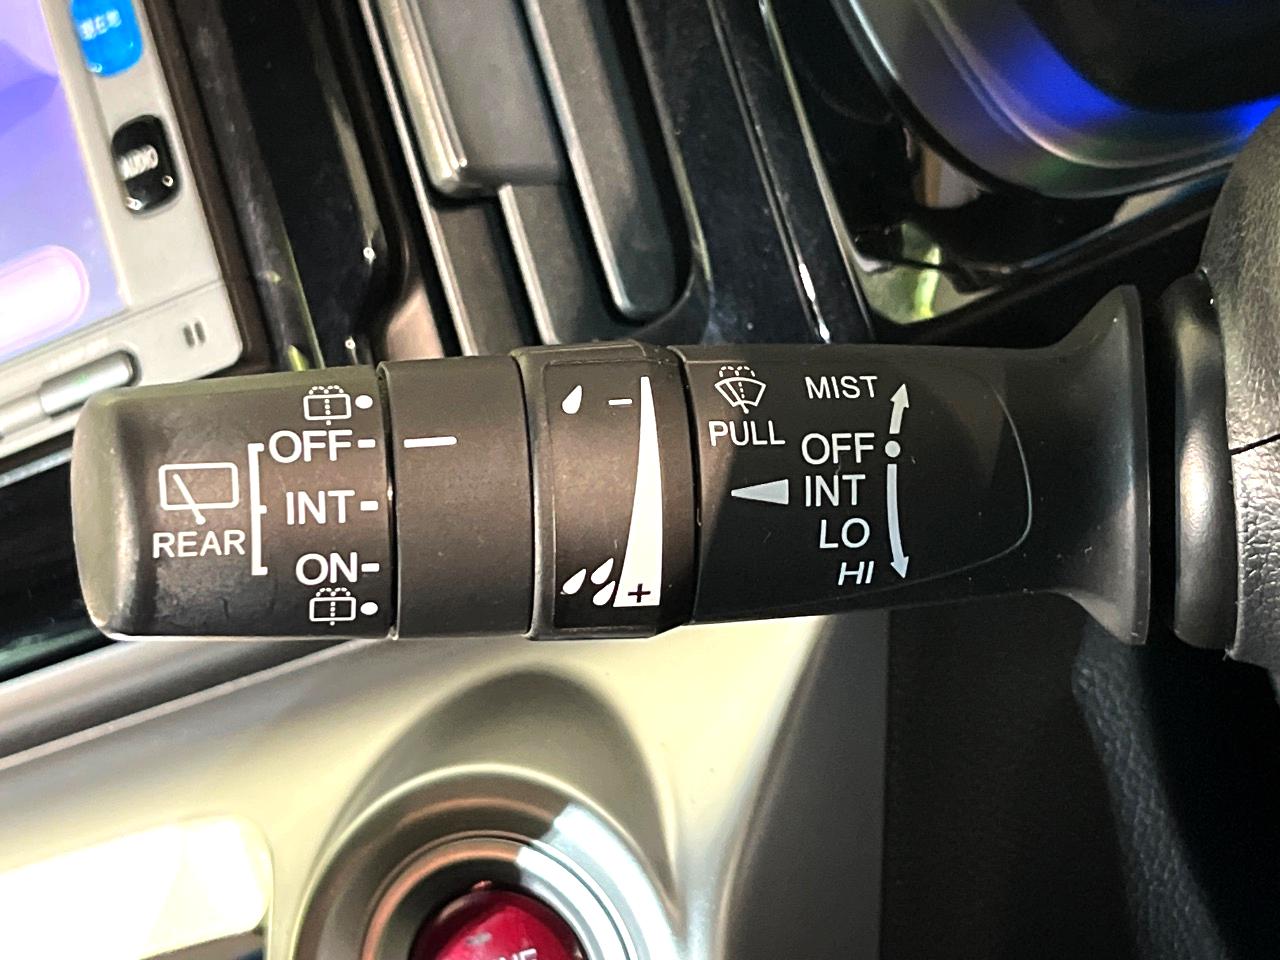 AUDIO
REAR
OFF
INT
ON
-
+
PULL
MIST
OFF
INT
LO
HI